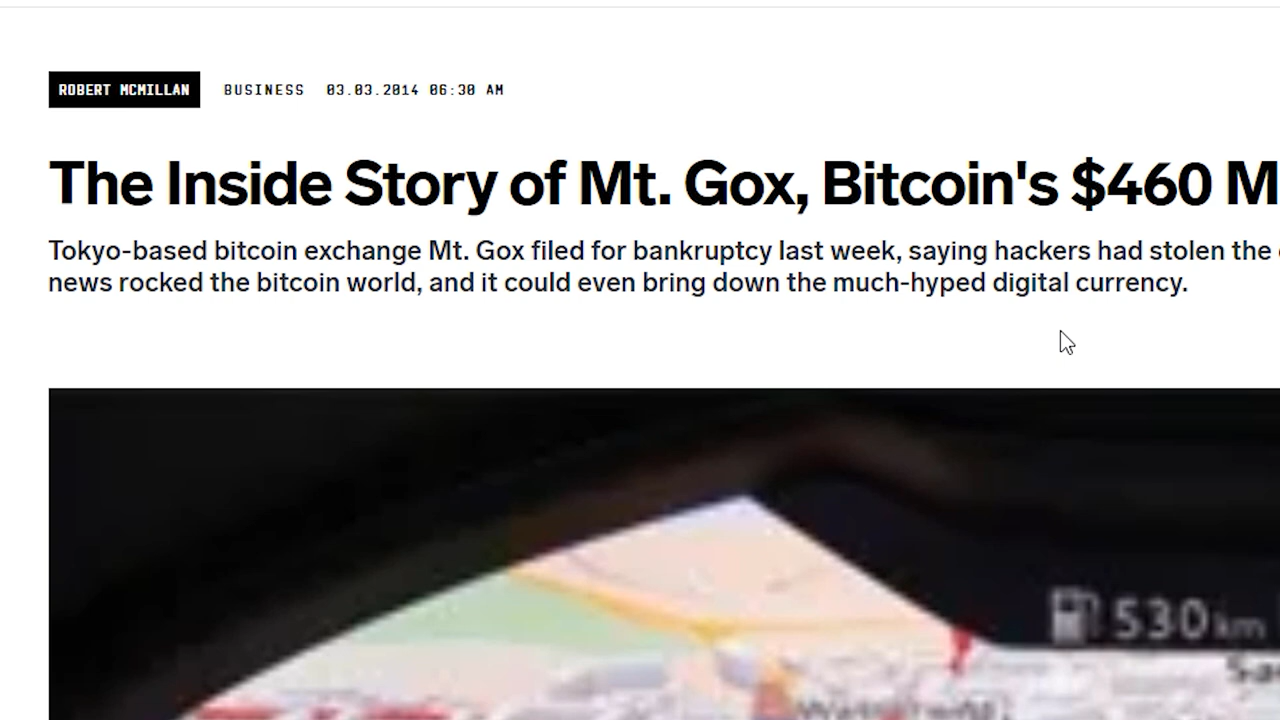 ROBERT MCMILLAN BUSINESS 03.03.2014 06:30 AM
The Inside Story of Mt. Gox, Bitcoin's $460 M
Tokyo-based bitcoin exchange Mt. Gox filed for bankruptcy last week, saying hackers had stolen the
news rocked the bitcoin world, and it could even bring down the much-hyped digital currency.
530 km